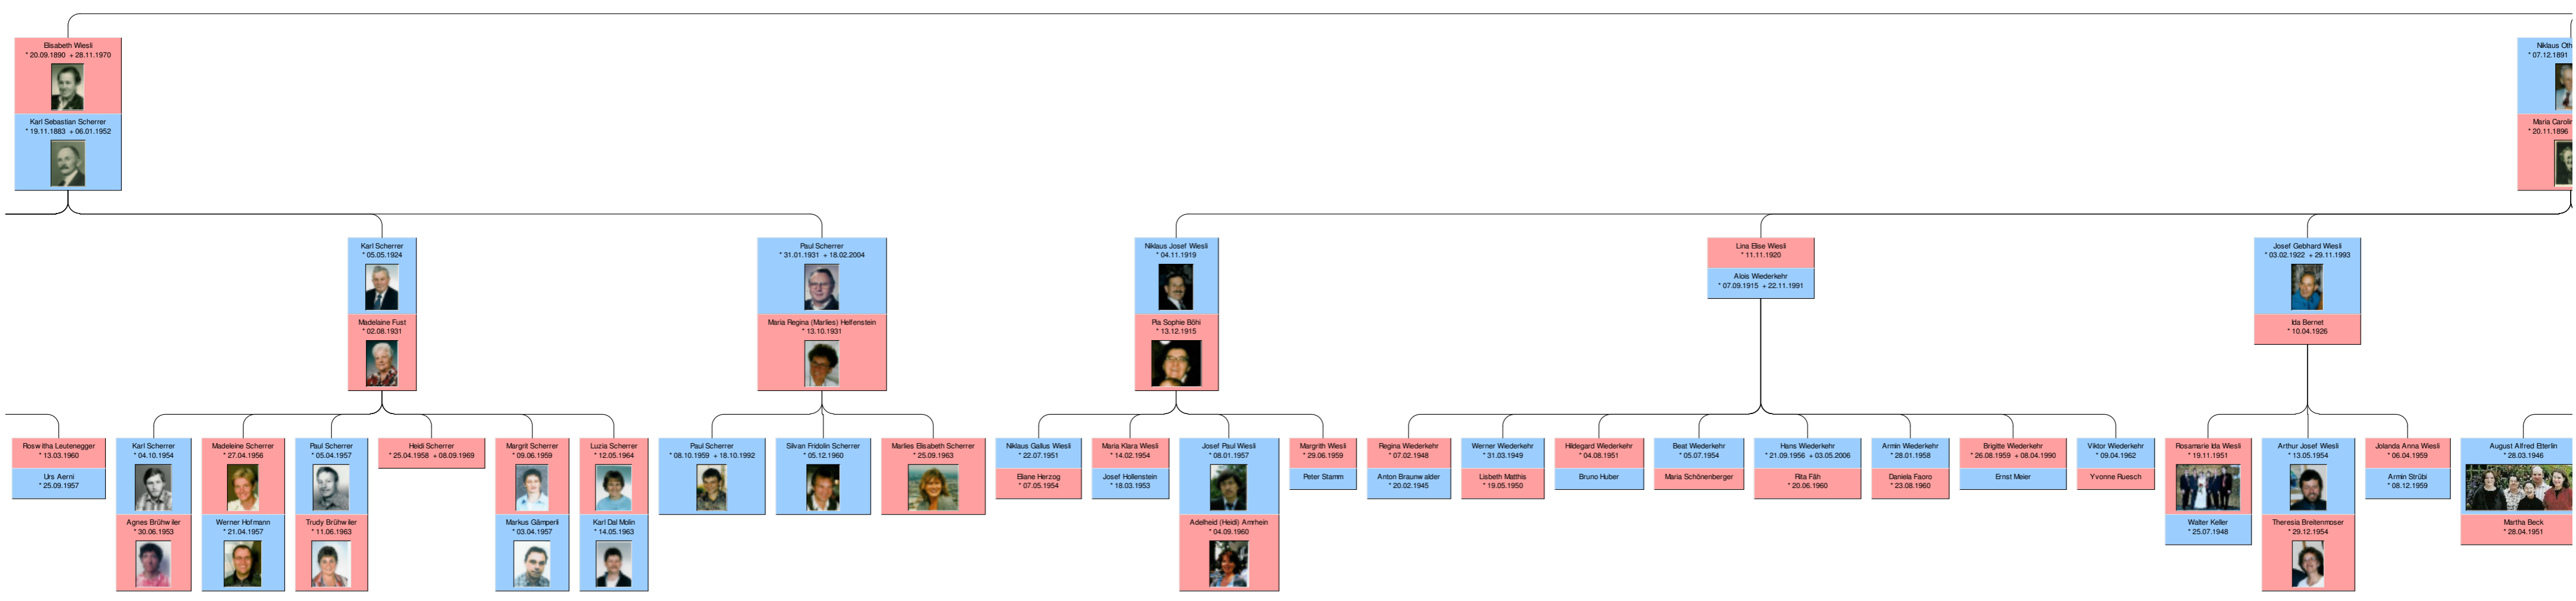 Elisabeth Wiesli
* 20.09.1890 + 28.11.1970
Karl Sebastian Scherrer
* 19.11.1883 + 06.01.1952
Niklaus Oth
* 07.12.1891
Maria Carolin
* 20.11.1896
Karl Scherrer
* 05.05.1924
Madelaine Fust
* 02.08.1931
Paul Scherrer
* 31.01.1931 + 18.02.2004
Maria Regina (Marlies) Helfenstein
* 13.10.1931
Niklaus Josef Wiesli
* 04.11.1919
Pia Sophie Böhi
* 13.12.1915
Lina Elise Wiesli
* 11.11.1920
Alois Wiederkehr
* 07.09.1915 + 22.11.1991
Josef Gebhard Wiesli
* 03.02.1922 + 29.11.1993
Ida Bernet
* 10.04.1926
Roswitha Leutenegger
* 13.03.1960
Urs Aerni
* 25.09.1957
Karl Scherrer
* 04.10.1954
Agnes Brühwiler
* 30.06.1953
Madeleine Scherrer
* 27.04.1956
Werner Hofmann
* 21.04.1957
Paul Scherrer
* 05.04.1957
Trudy Brühwiler
* 11.06.1963
Heidi Scherrer
* 25.04.1958 + 08.09.1969
Margrit Scherrer
* 09.06.1959
Markus Gämperli
* 03.04.1957
Luzia Scherrer
* 12.05.1964
Karl Dal Molin
* 14.05.1963
Paul Scherrer
* 08.10.1959 + 18.10.1992
Silvan Fridolin Scherrer
* 05.12.1960
Marlies Elisabeth Scherrer
* 25.09.1963
Niklaus Gallus Wiesli
* 22.07.1951
Eliane Herzog
* 07.05.1954
Maria Klara Wiesli
* 14.02.1954
Josef Hollenstein
* 18.03.1953
Josef Paul Wiesli
* 08.01.1957
Adelheid (Heidi) Amrhein
* 04.09.1960
Margrith Wiesli
* 29.06.1959
Peter Stamm
Regina Wiederkehr
* 07.02.1948
Anton Braunwalder
* 20.02.1945
Werner Wiederkehr
* 31.03.1949
Lisbeth Matthis
* 19.05.1950
Hildegard Wiederkehr
* 04.08.1951
Bruno Huber
Beat Wiederkehr
* 05.07.1954
Maria Schönenberger
Hans Wiederkehr
* 21.09.1956 + 03.05.2006
Rita Fäh
* 20.06.1960
Armin Wiederkehr
* 28.01.1958
Daniela Faoro
* 23.08.1960
Brigitte Wiederkehr
* 26.08.1959 + 08.04.1990
Ernst Meier
Viktor Wiederkehr
* 09.04.1962
Yvonne Ruesch
Rosamarie Ida Wiesli
* 19.11.1951
Walter Keller
* 25.07.1948
Arthur Josef Wiesli
* 13.05.1954
Theresia Breitenmoser
* 29.12.1954
Jolanda Anna Wiesli
* 06.04.1959
Armin Strübi
* 08.12.1959
August Alfred Etterlin
* 28.03.1946
Martha Beck
* 28.04.1951